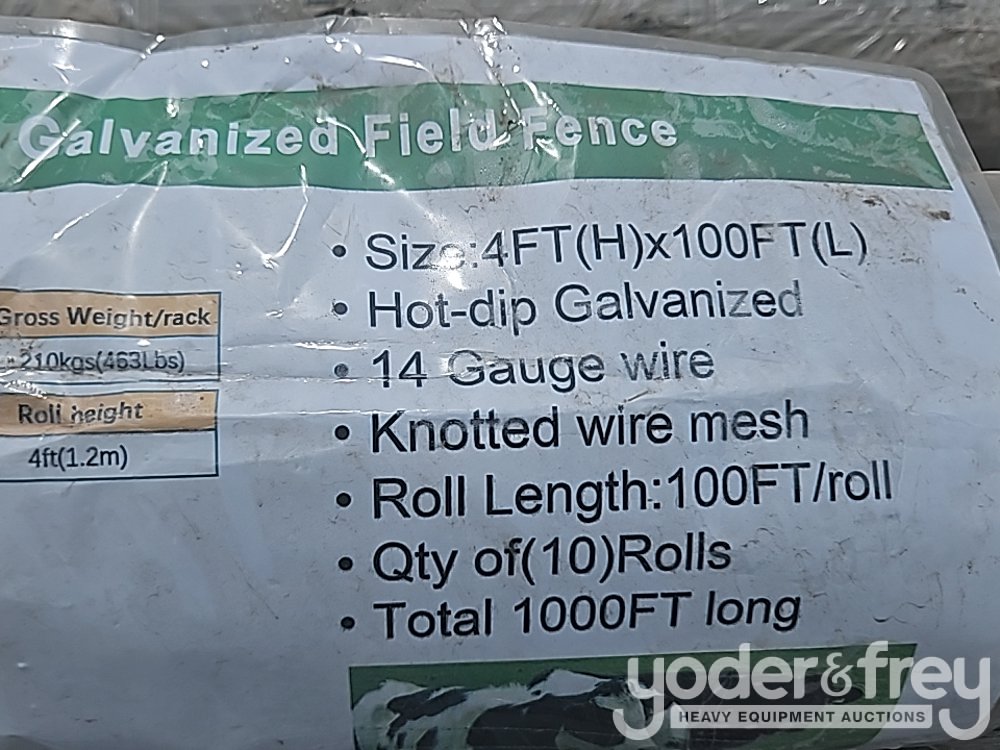 Galvanized Field Fence
• Size:4FT(H)x100FT(L)
• Hot-dip Galvanized
• 14 Gauge wire
• Knotted wire mesh
• Roll Length:100FT/roll
• Qty of(10)Rolls
• Total 1000FT long
Gross Weight/rack
210kgs(463Lbs)
Roll height
4ft(1.2m)
yoder&frey
HEAVY EQUIPMENT AUCTIONS